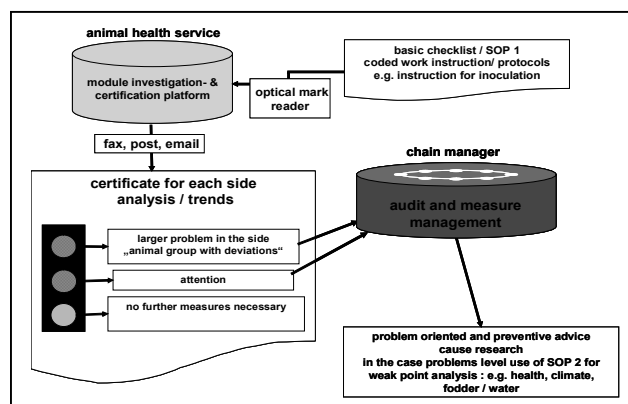 animal health service
module investigation- &
certification platform
optical mark
reader
basic checklist / SOP 1
coded work instruction/ protocols
e.g. instruction for inoculation
fax, post, email
certificate for each side
analysis / trends
larger problem in the side
„animal group with deviations“
attention
no further measures necessary
chain manager
audit and measure
management
problem oriented and preventive advice
cause research
in the case problems level use of SOP 2 for
weak point analysis : e.g. health, climate,
fodder / water